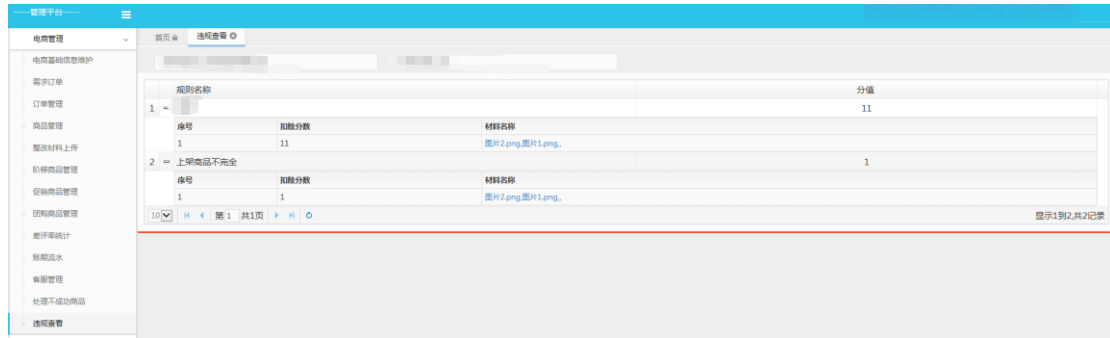 -----管理平台-----
电商管理
电商基础信息维护
需求订单
订单管理
商品管理
整改材料上传
阶梯商品管理
促销商品管理
团购商品管理
差评率统计
账期流水
客服管理
处理不成功商品
违规查看
首页 违规查看
规则名称 分值
1 11
序号 扣除分数 材料名称
1 11 图片2.png,图片1.png,,
2 上架商品不完全 1
序号 扣除分数 材料名称
1 1 图片2.png,图片1.png,,
10 第 1 共1页 显示1到2,共2记录